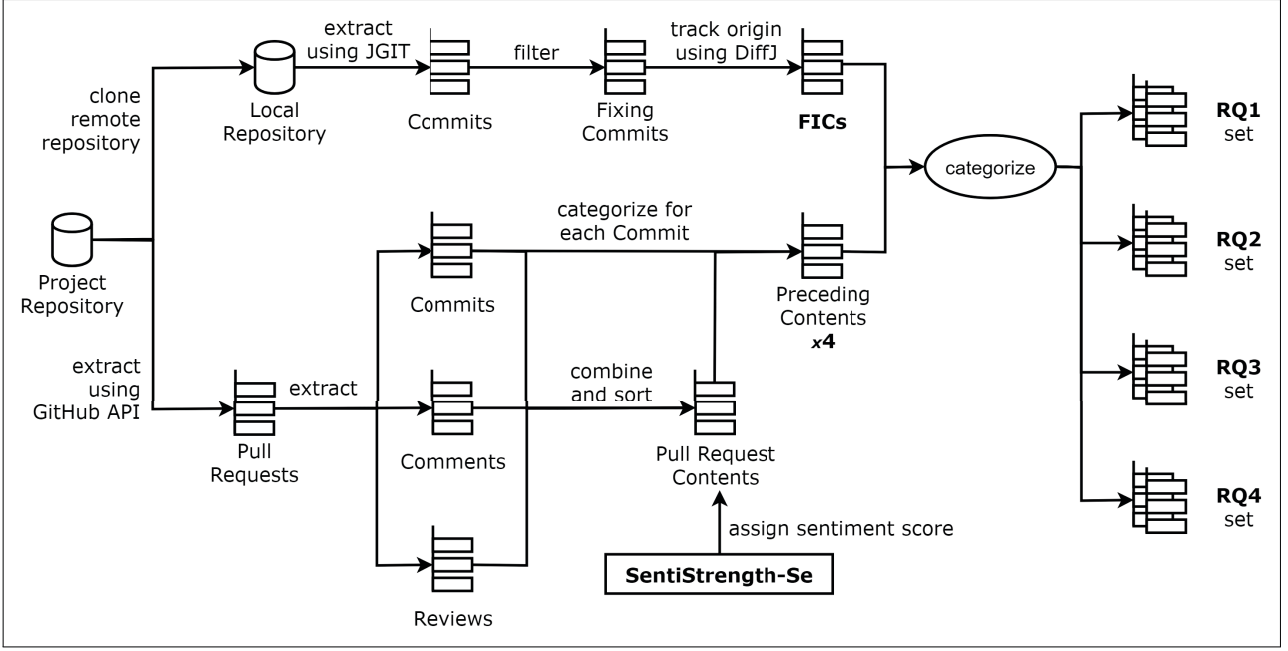 extract
using JGIT
filter
track origin
using DiffJ
clone
remote
repository
Local
Repository
Commits
Fixing
Commits
FICs
RQ1
set
categorize
categorize for
each Commit
Project
Repository
Commits
Preceding
Contents
x4
RQ2
set
extract
using
GitHub API
extract
combine
and sort
Pull
Requests
Comments
Pull Request
Contents
RQ3
set
assign sentiment score
SentiStrength-Se
Reviews
RQ4
set